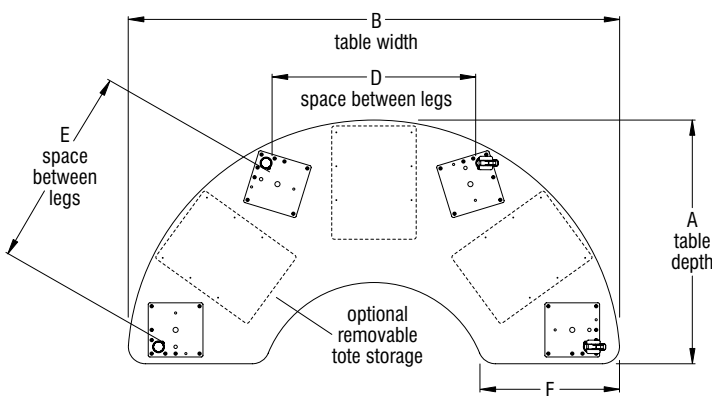 B
table width
D
space between legs
E
space
between
legs
A
table
depth
optional
removable
tote storage
F